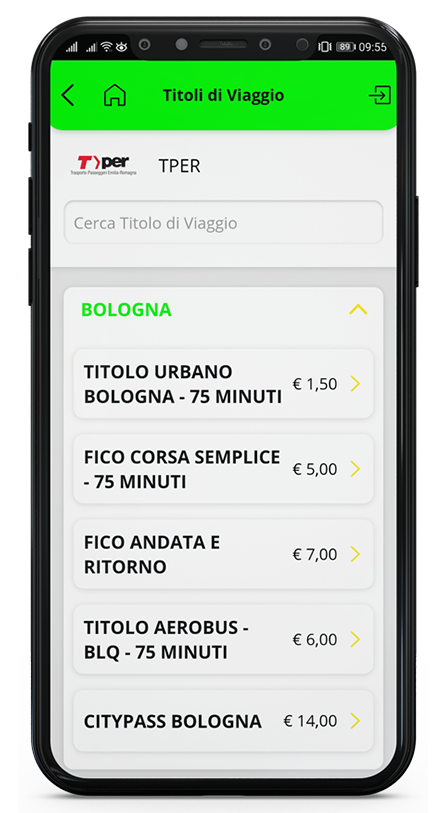 89 09:55
Titoli di Viaggio
T>per
Trasporto Passeggeri Emilia-Romagna
TPER
Cerca Titolo di Viaggio
BOLOGNA
TITOLO URBANO
BOLOGNA - 75 MINUTI
€ 1,50
FICO CORSA SEMPLICE
- 75 MINUTI
€ 5,00
FICO ANDATA E
RITORNO
€ 7,00
TITOLO AEROBUS -
BLQ - 75 MINUTI
€ 6,00
CITYPASS BOLOGNA
€ 14,00